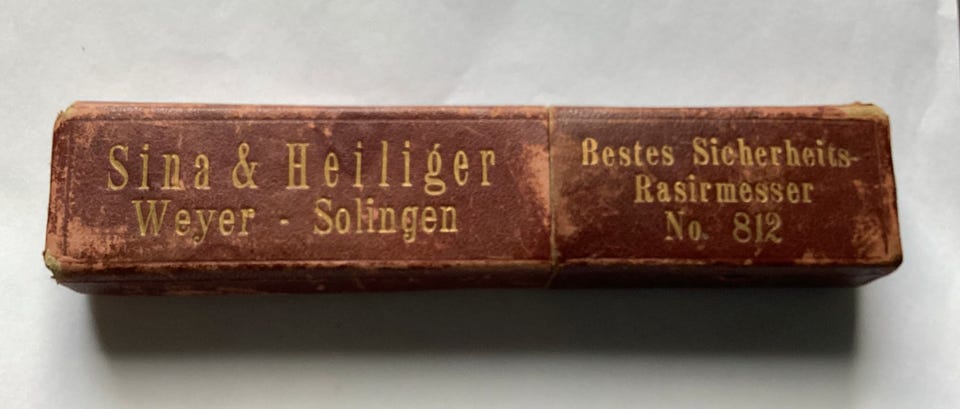 Sina & Heiliger
Weyer - Solingen
Bestes Sicherheits-
Rasirmesser
No. 812